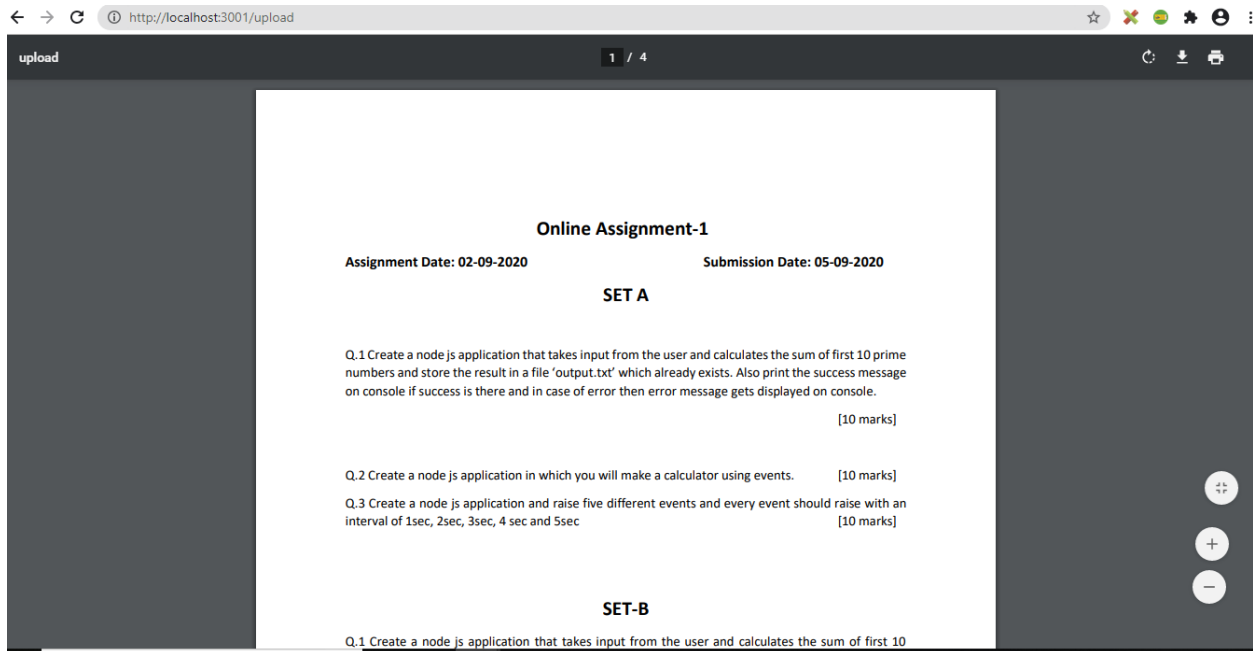 http://localhost:3001/upload
upload
1 / 4
Online Assignment-1
Assignment Date: 02-09-2020 Submission Date: 05-09-2020
SET A
Q.1 Create a node js application that takes input from the user and calculates the sum of first 10 prime
numbers and store the result in a file ‘output.txt’ which already exists. Also print the success message
on console if success is there and in case of error then error message gets displayed on console.
[10 marks]
Q.2 Create a node js application in which you will make a calculator using events. [10 marks]
Q.3 Create a node js application and raise five different events and every event should raise with an
interval of 1sec, 2sec, 3sec, 4 sec and 5sec [10 marks]
SET-B
Q.1 Create a node js application that takes input from the user and calculates the sum of first 10